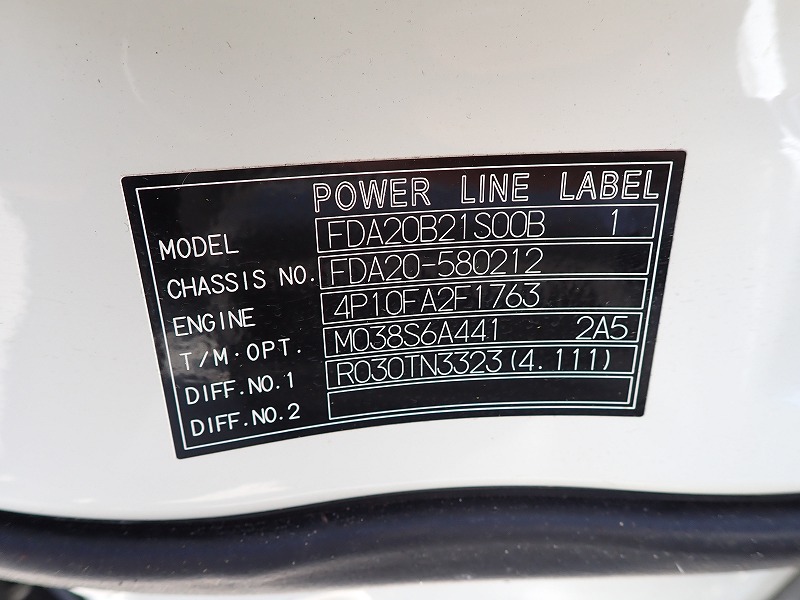 POWER LINE LABEL
MODEL FDA20B21S00B 1
CHASSIS NO. FDA20-580212
ENGINE 4P10FA2F1763
T/M·OPT. M038S6A441 2A5
DIFF.NO.1 R030TN3323(4.111)
DIFF.NO.2